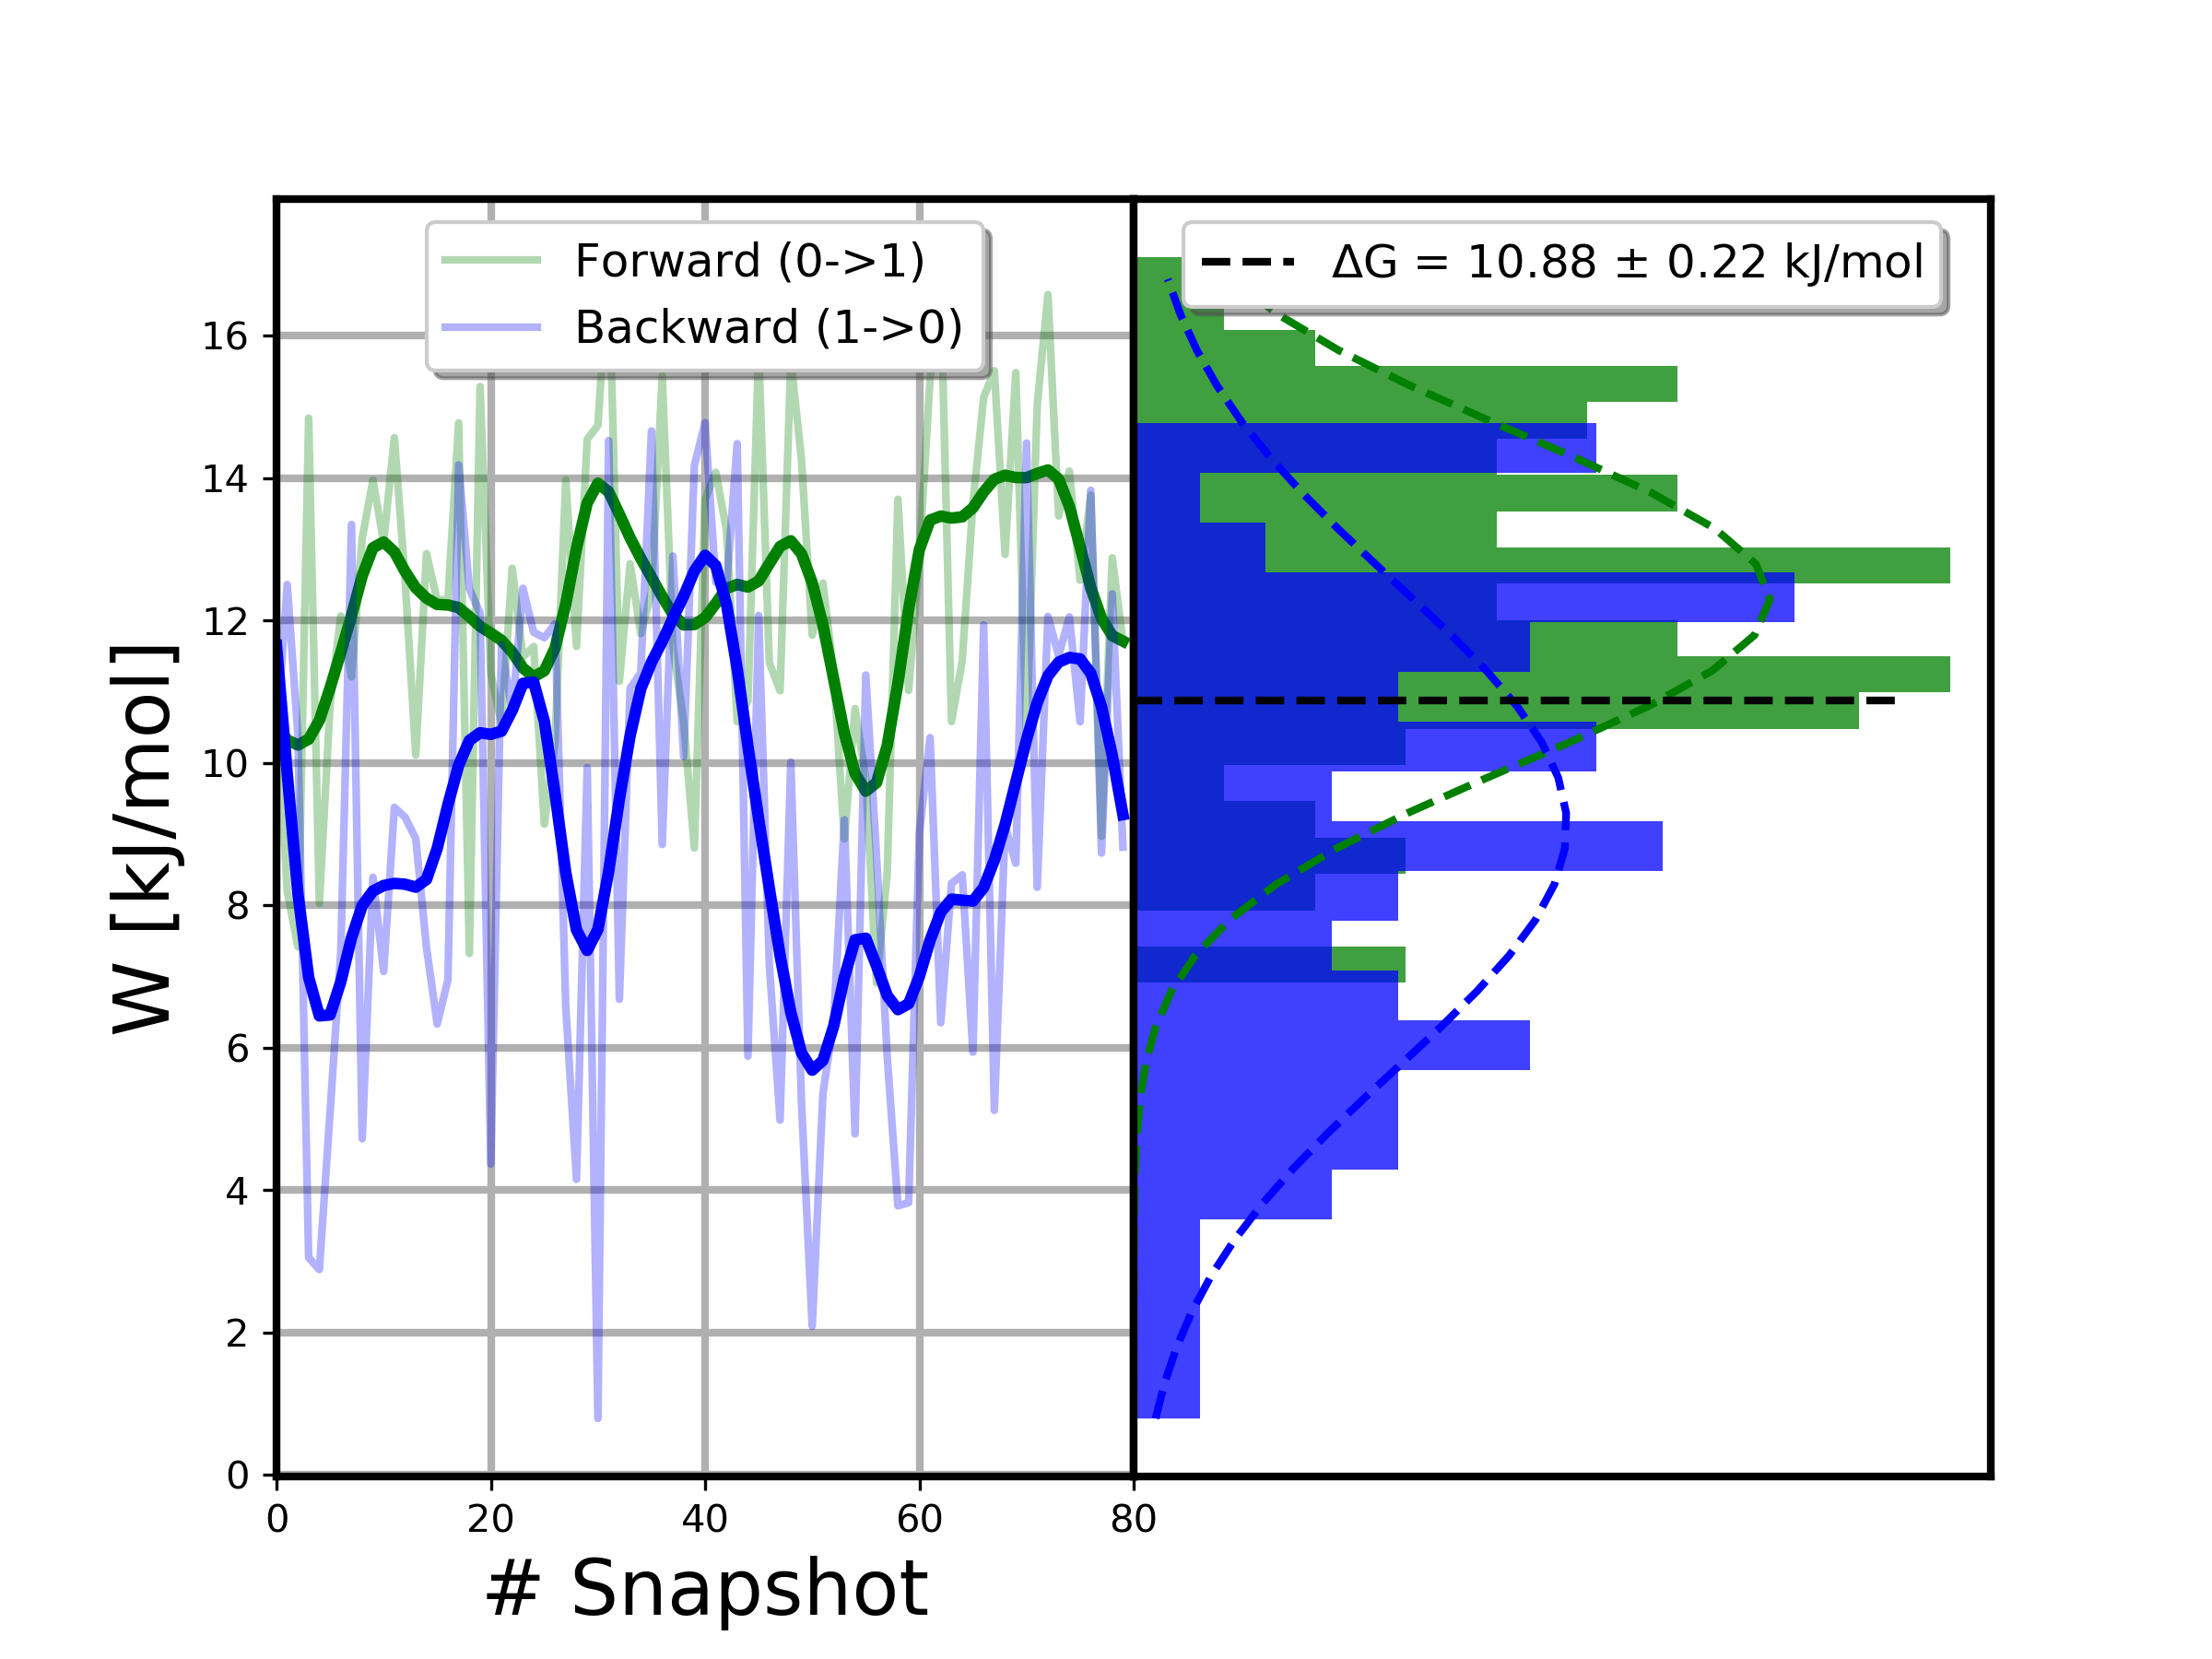 Forward (0->1)
Backward (1->0)
ΔG = 10.88 ± 0.22 kJ/mol
W [kJ/mol]
16
14
12
10
8
6
4
2
0
0 20 40 60 80
# Snapshot